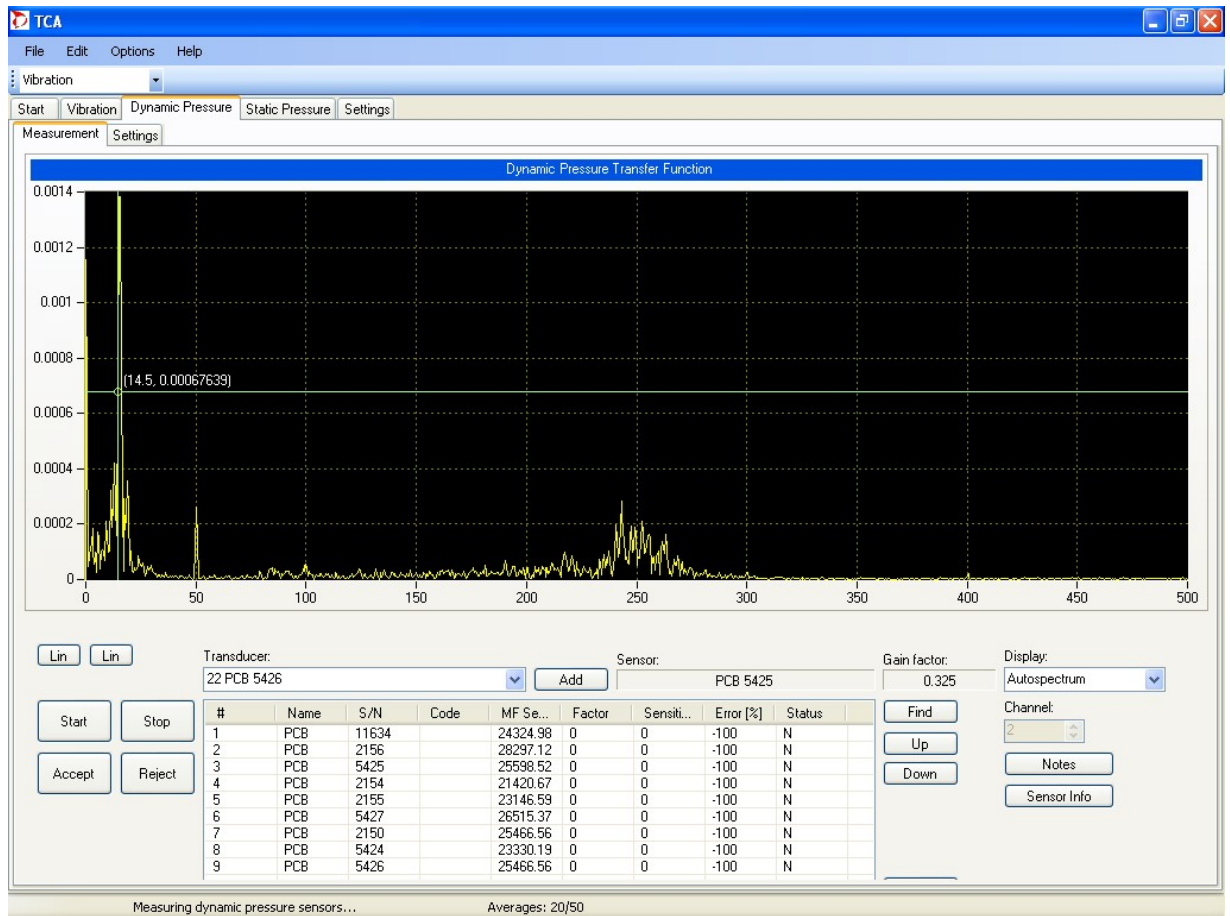 TCA
File Edit Options Help
Vibration
Start Vibration Dynamic Pressure Static Pressure Settings
Measurement Settings
Dynamic Pressure Transfer Function
0.0014
0.0012
0.001
0.0008
(14.5, 0.00067639)
0.0006
0.0004
0.0002
0
0 50 100 150 200 250 300 350 400 450 500
Lin Lin
Transducer: Sensor: Gain factor: Display:
22 PCB 5426 Add PCB 5425 0.325 Autospectrum
Start Stop Accept Reject
# Name S/N Code MF Se... Factor Sensiti... Error [%] Status
1 PCB 11634 24324.98 0 0 -100 N
2 PCB 2156 28297.12 0 0 -100 N
3 PCB 5425 25598.52 0 0 -100 N
4 PCB 2154 21420.67 0 0 -100 N
5 PCB 2155 23146.59 0 0 -100 N
6 PCB 5427 26515.37 0 0 -100 N
7 PCB 2150 25466.56 0 0 -100 N
8 PCB 5424 23330.19 0 0 -100 N
9 PCB 5426 25466.56 0 0 -100 N
Find
Up
Down
Channel:
2
Notes
Sensor Info
Measuring dynamic pressure sensors... Averages: 20/50